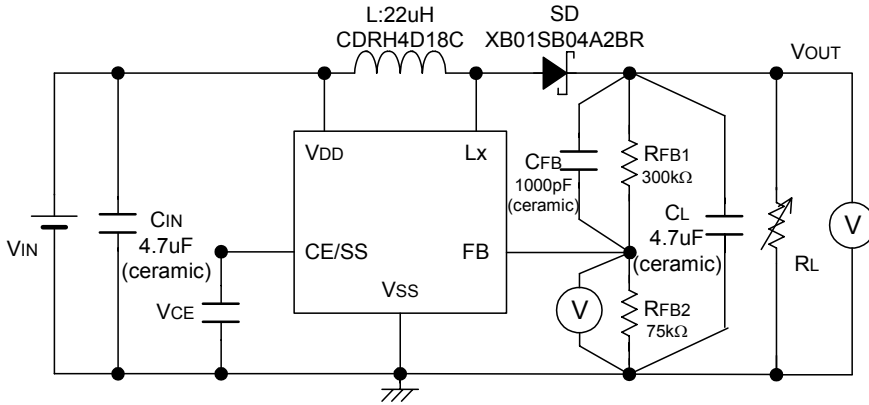 L:22uH
CDRH4D18C
SD
XB01SB04A2BR
VOUT
VDD
Lx
CFB
1000pF
(ceramic)
RFB1
300kΩ
CL
4.7uF
(ceramic)
CIN
4.7uF
(ceramic)
VIN
CE/SS
FB
VSS
VCE
V
RFB2
75kΩ
RL
V